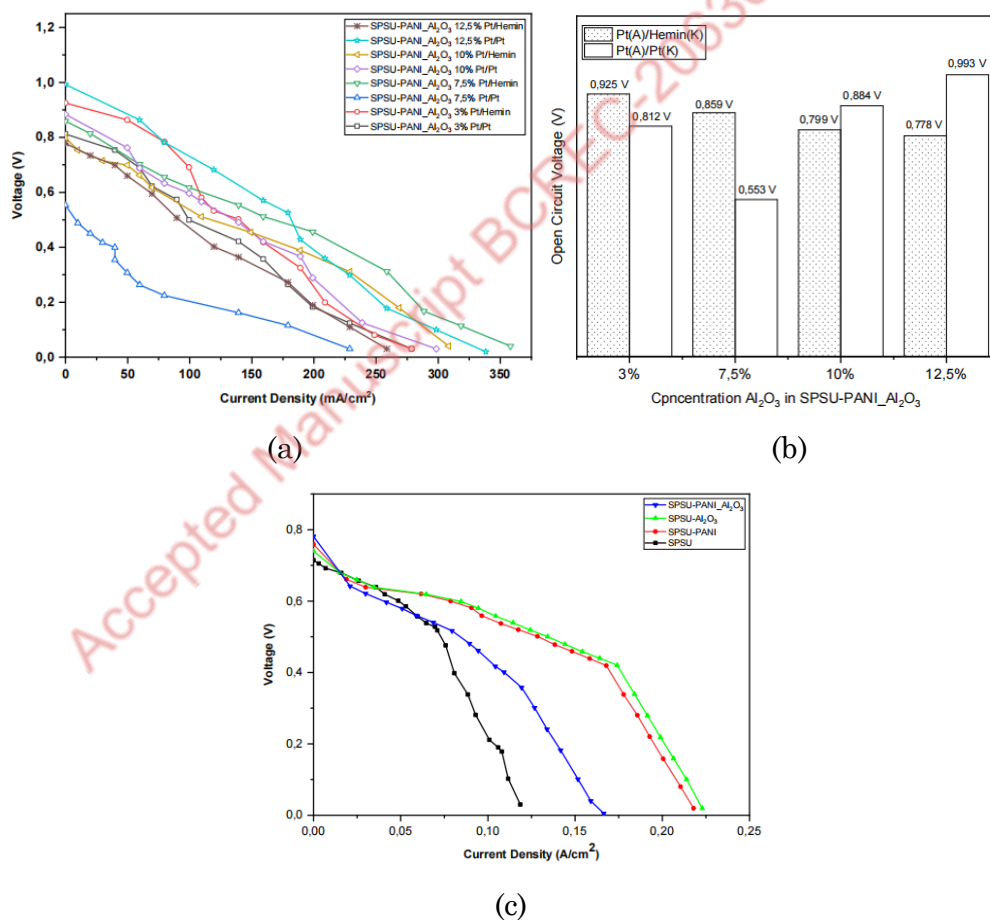 Accepted Manuscript BCREC-2063
1,2
1,0
0,8
0,6
0,4
0,2
0,0
Voltage (V)
0 50 100 150 200 250 300 350
Current Density (mA/cm²)
SPSU-PANI_Al₂O₃ 12,5% Pt/Hemin
SPSU-PANI_Al₂O₃ 12,5% Pt/Pt
SPSU-PANI_Al₂O₃ 10% Pt/Hemin
SPSU-PANI_Al₂O₃ 10% Pt/Pt
SPSU-PANI_Al₂O₃ 7,5% Pt/Hemin
SPSU-PANI_Al₂O₃ 7,5% Pt/Pt
SPSU-PANI_Al₂O₃ 3% Pt/Hemin
SPSU-PANI_Al₂O₃ 3% Pt/Pt
(a)
Pt(A)/Hemin(K)
Pt(A)/Pt(K)
Open Circuit Voltage (V)
0,925 V
0,812 V
0,859 V
0,553 V
0,799 V
0,884 V
0,778 V
0,993 V
3% 7,5% 10% 12,5%
Cpncentration Al₂O₃ in SPSU-PANI_Al₂O₃
(b)
0,8
0,6
0,4
0,2
0,0
Voltage (V)
0,00 0,05 0,10 0,15 0,20 0,25
Current Density (A/cm²)
SPSU-PANI_Al₂O₃
SPSU-Al₂O₃
SPSU-PANI
SPSU
(c)